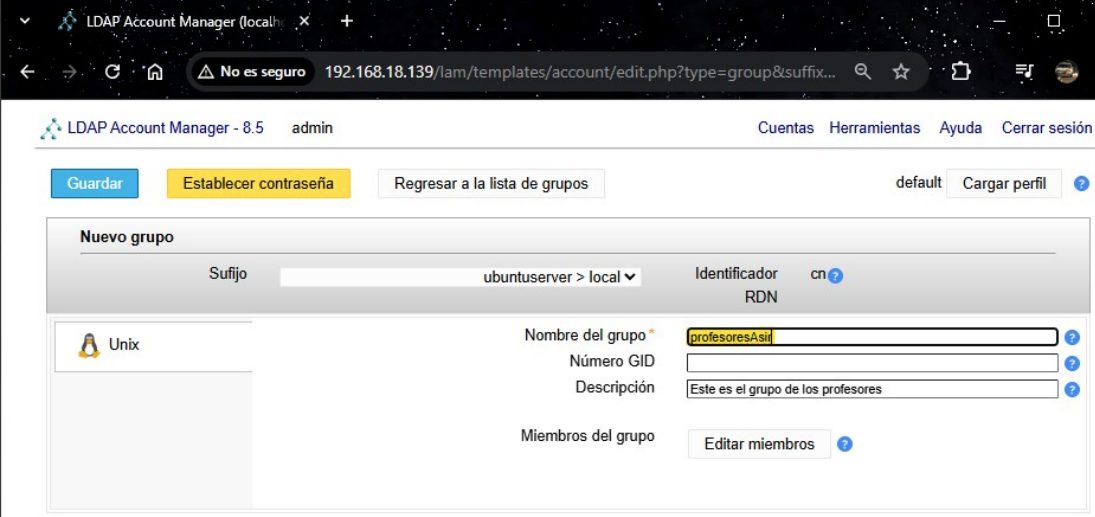 LDAP Account Manager (localh
No es seguro 192.168.18.139/lam/templates/account/edit.php?type=group&suffix...
LDAP Account Manager - 8.5 admin Cuentas Herramientas Ayuda Cerrar sesión
Guardar Establecer contraseña Regresar a la lista de grupos default Cargar perfil ?
Nuevo grupo
Sufijo ubuntuserver > local Identificador cn ?
RDN
Unix Nombre del grupo * profesoresAsir ?
Número GID ?
Descripción Este es el grupo de los profesores ?
Miembros del grupo Editar miembros ?